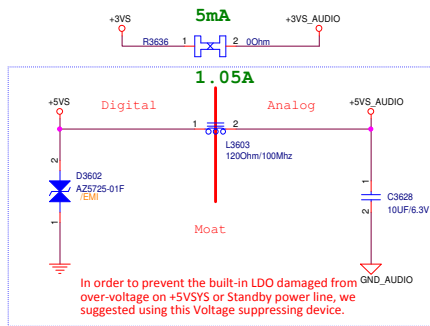 5mA
+3VS
+3VS_AUDIO
R3636 1 2 0Ohm
1.05A
+5VS Digital Analog +5VS_AUDIO
1 2
L3603
120Ohm/100Mhz
2
D3602
AZ5725-01F
/EMI
1
1
C3628
10UF/6.3V
2
Moat
GND_AUDIO
In order to prevent the built-in LDO damaged from
over-voltage on +5VSYS or Standby power line, we
suggested using this Voltage suppressing device.